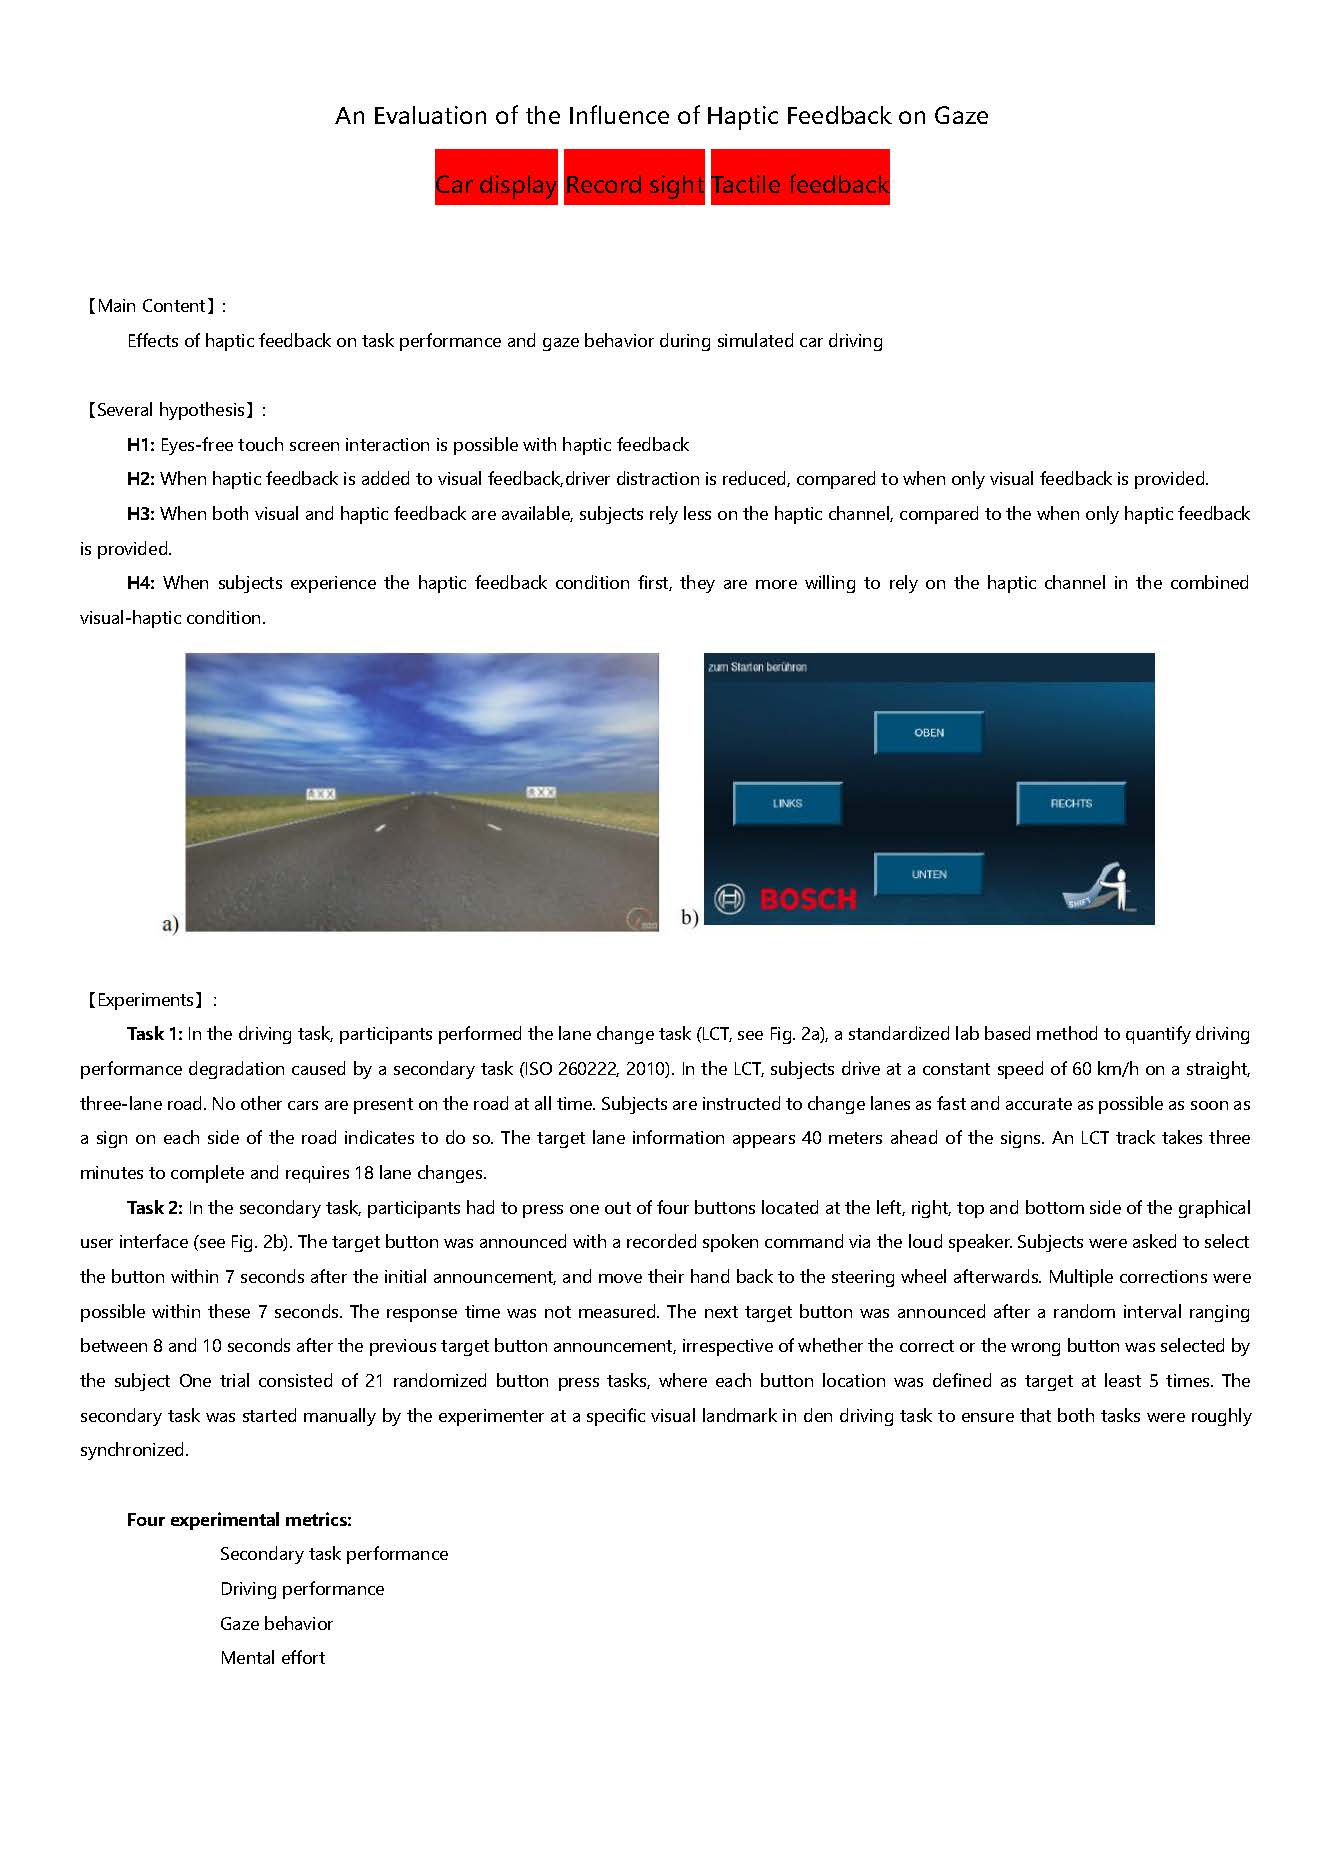 An Evaluation of the Influence of Haptic Feedback on Gaze
Car display Record sight Tactile feedback
【Main Content】:
Effects of haptic feedback on task performance and gaze behavior during simulated car driving
【Several hypothesis】:
H1: Eyes-free touch screen interaction is possible with haptic feedback
H2: When haptic feedback is added to visual feedback,driver distraction is reduced, compared to when only visual feedback is provided.
H3: When both visual and haptic feedback are available, subjects rely less on the haptic channel, compared to the when only haptic feedback
is provided.
H4: When subjects experience the haptic feedback condition first, they are more willing to rely on the haptic channel in the combined
visual-haptic condition.
AXX
AXX
a)
zum Starten berühren
OBEN
LINKS
RECHTS
UNTEN
BOSCH
SHIFT
b)
【Experiments】:
Task 1: In the driving task, participants performed the lane change task (LCT, see Fig. 2a), a standardized lab based method to quantify driving
performance degradation caused by a secondary task (ISO 260222, 2010). In the LCT, subjects drive at a constant speed of 60 km/h on a straight,
three-lane road. No other cars are present on the road at all time. Subjects are instructed to change lanes as fast and accurate as possible as soon as
a sign on each side of the road indicates to do so. The target lane information appears 40 meters ahead of the signs. An LCT track takes three
minutes to complete and requires 18 lane changes.
Task 2: In the secondary task, participants had to press one out of four buttons located at the left, right, top and bottom side of the graphical
user interface (see Fig. 2b). The target button was announced with a recorded spoken command via the loud speaker. Subjects were asked to select
the button within 7 seconds after the initial announcement, and move their hand back to the steering wheel afterwards. Multiple corrections were
possible within these 7 seconds. The response time was not measured. The next target button was announced after a random interval ranging
between 8 and 10 seconds after the previous target button announcement, irrespective of whether the correct or the wrong button was selected by
the subject One trial consisted of 21 randomized button press tasks, where each button location was defined as target at least 5 times. The
secondary task was started manually by the experimenter at a specific visual landmark in den driving task to ensure that both tasks were roughly
synchronized.
Four experimental metrics:
Secondary task performance
Driving performance
Gaze behavior
Mental effort